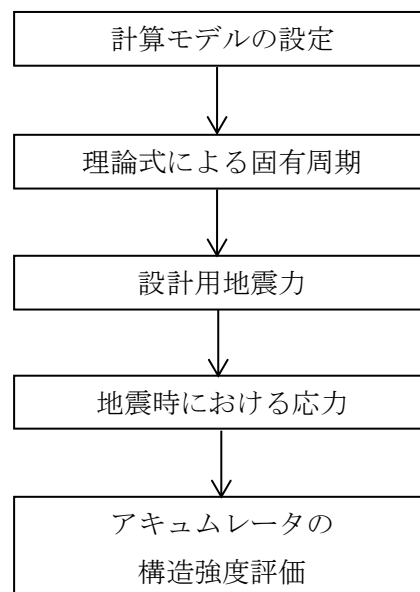 計算モデルの設定
理論式による固有周期
設計用地震力
地震時における応力
アキュムレータの
構造強度評価